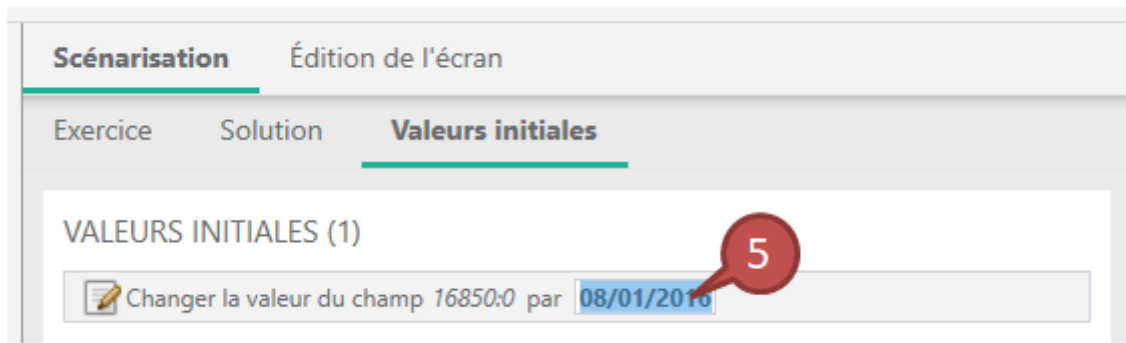 Scénarisation Édition de l'écran
Exercice Solution Valeurs initiales
VALEURS INITIALES (1)
5
Changer la valeur du champ 16850:0 par 08/01/2016